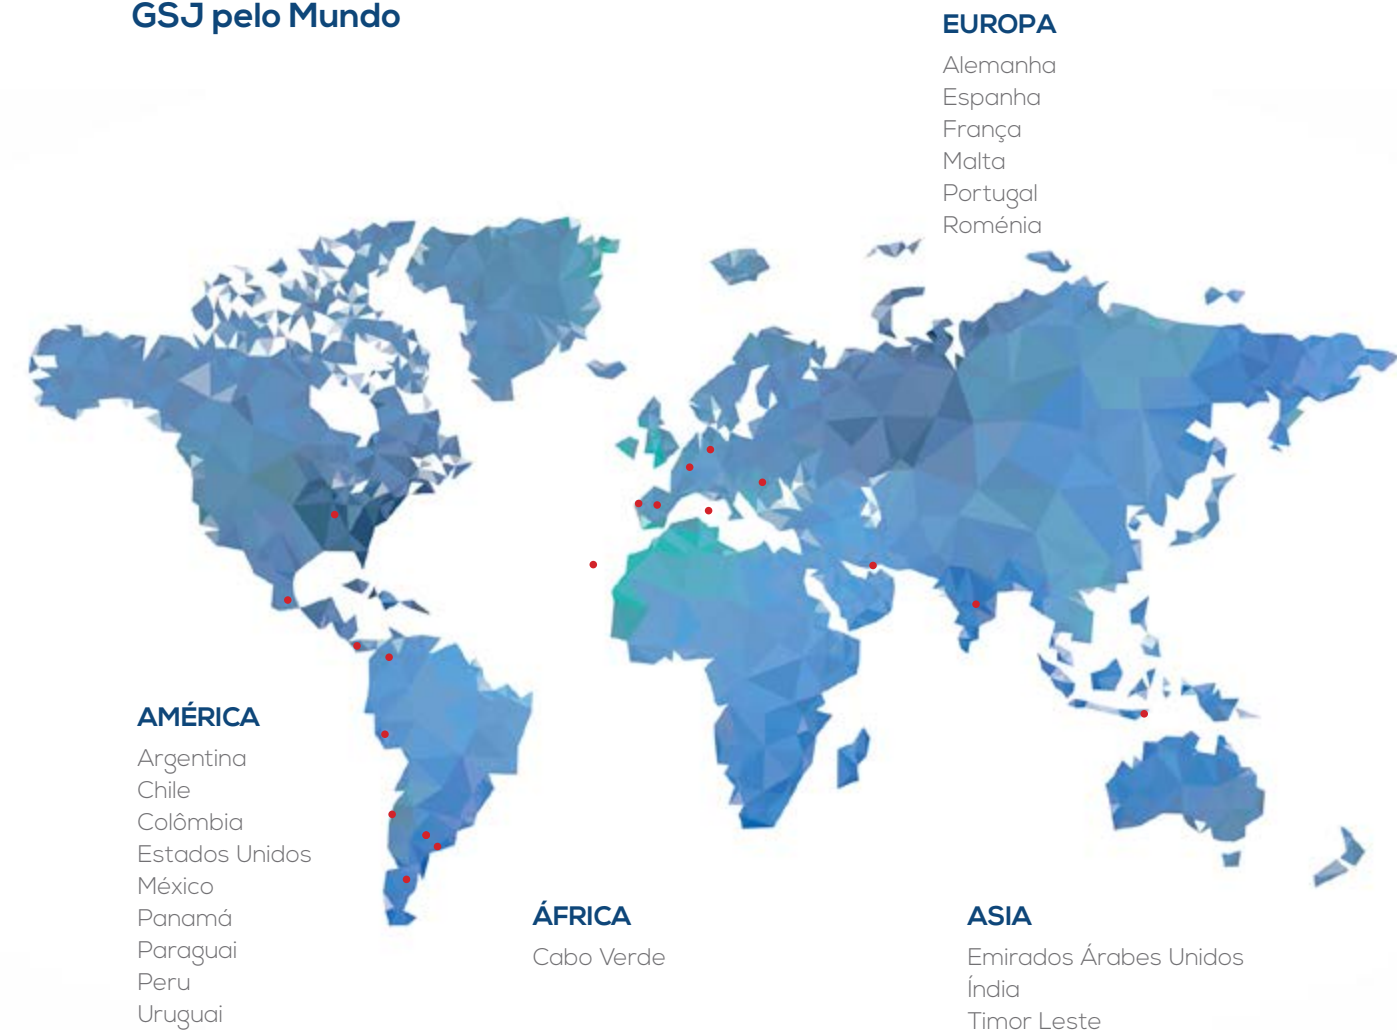 GSJ pelo Mundo
EUROPA
Alemanha
Espanha
França
Malta
Portugal
Roménia
AMÉRICA
Argentina
Chile
Colômbia
Estados Unidos
México
Panamá
Paraguai
Peru
Uruguai
ÁFRICA
Cabo Verde
ASIA
Emirados Árabes Unidos
Índia
Timor Leste